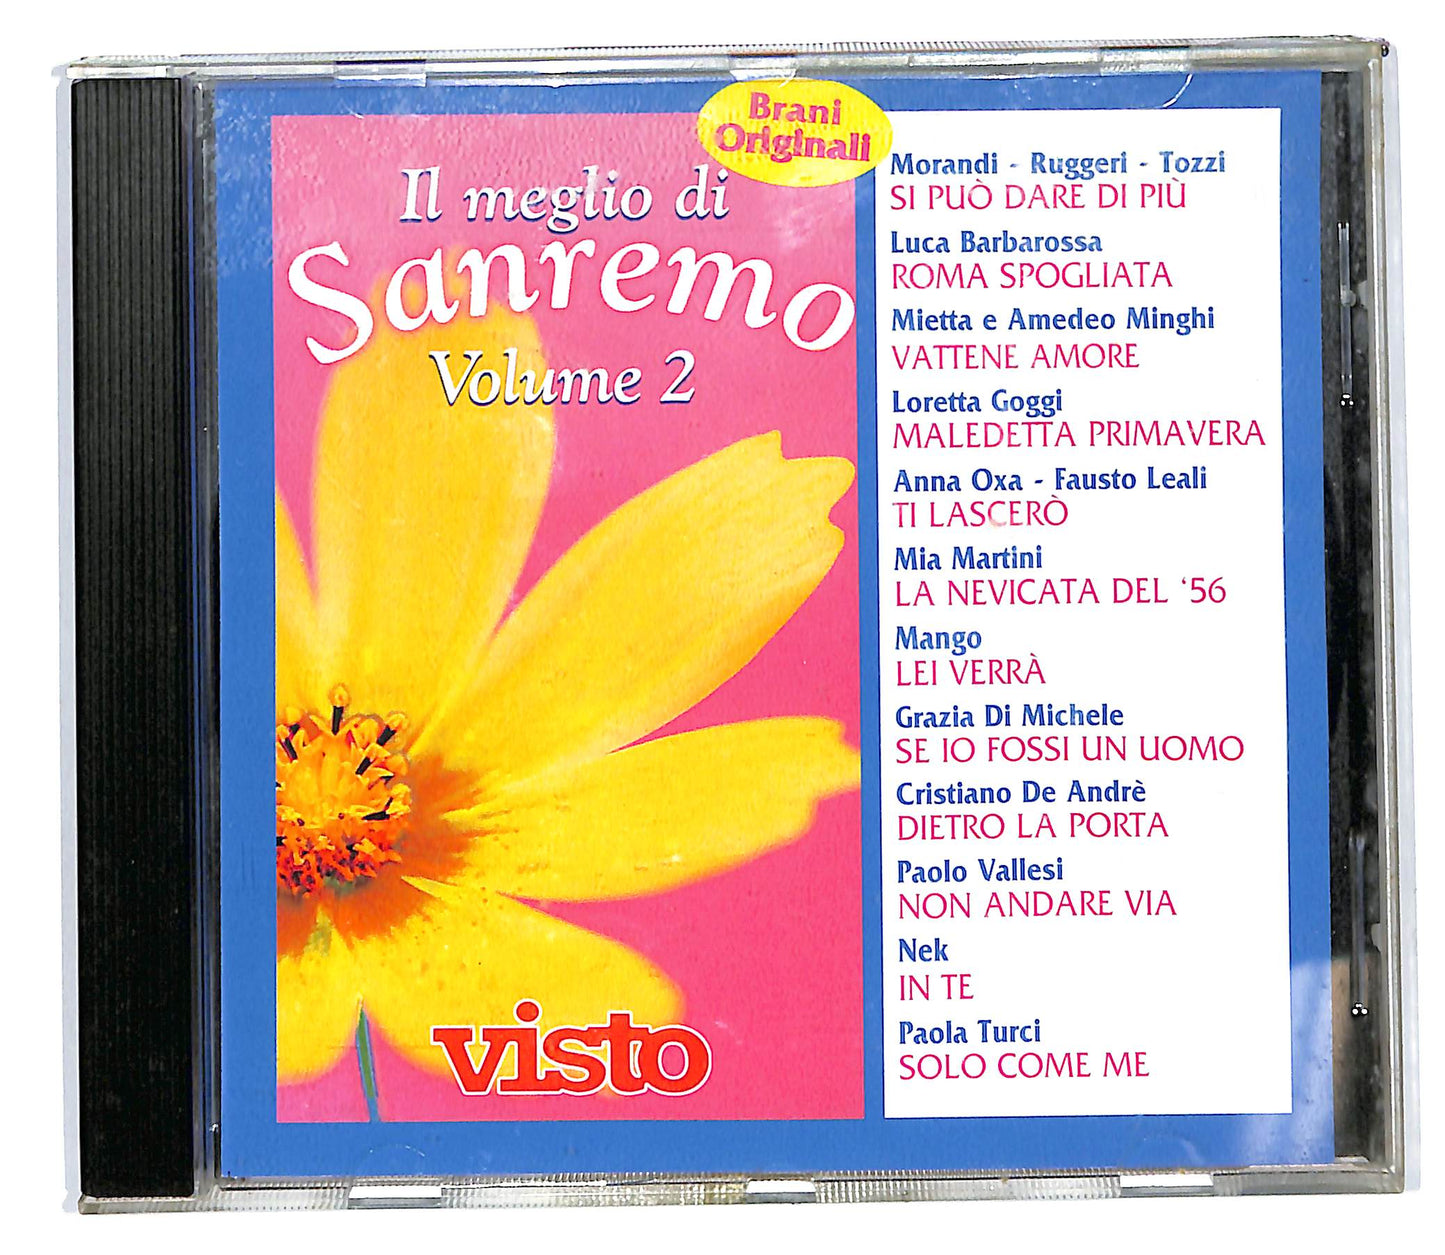 Brani
Originali
Il meglio di
Sanremo
Volume 2
visto
Morandi - Ruggeri - Tozzi
SI PUÒ DARE DI PIÙ
Luca Barbarossa
ROMA SPOGLIATA
Mietta e Amedeo Minghi
VATTENE AMORE
Loretta Goggi
MALEDETTA PRIMAVERA
Anna Oxa - Fausto Leali
TI LASCERÒ
Mia Martini
LA NEVICATA DEL ‘56
Mango
LEI VERRÀ
Grazia Di Michele
SE IO FOSSI UN UOMO
Cristiano De Andrè
DIETRO LA PORTA
Paolo Vallesi
NON ANDARE VIA
Nek
IN TE
Paola Turci
SOLO COME ME